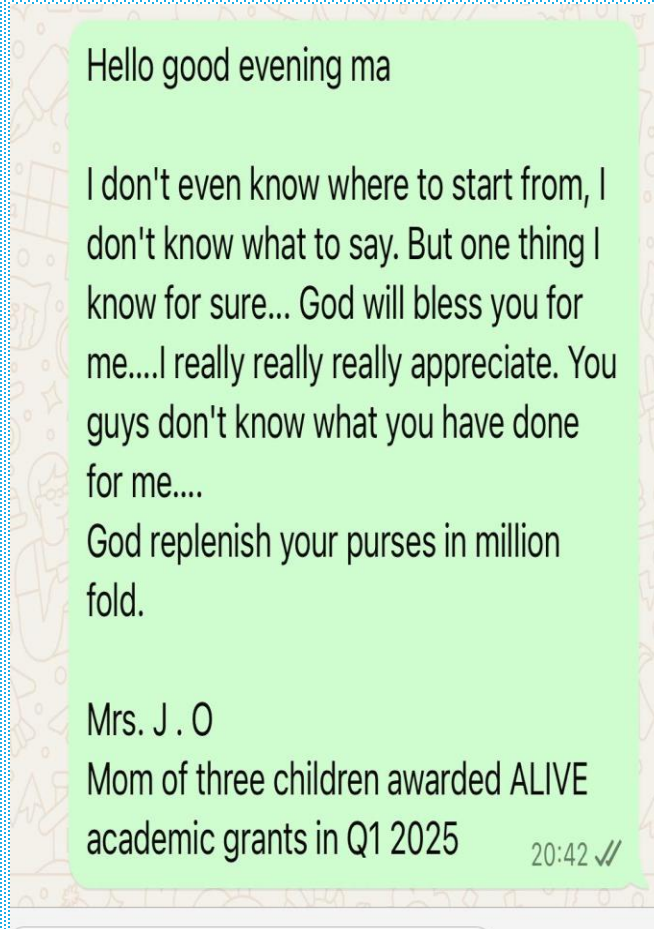 Hello good evening ma
I don't even know where to start from, I
don't know what to say. But one thing I
know for sure... God will bless you for
me....I really really really appreciate. You
guys don't know what you have done
for me....
God replenish your purses in million
fold.
Mrs. J . O
Mom of three children awarded ALIVE
academic grants in Q1 2025
20:42